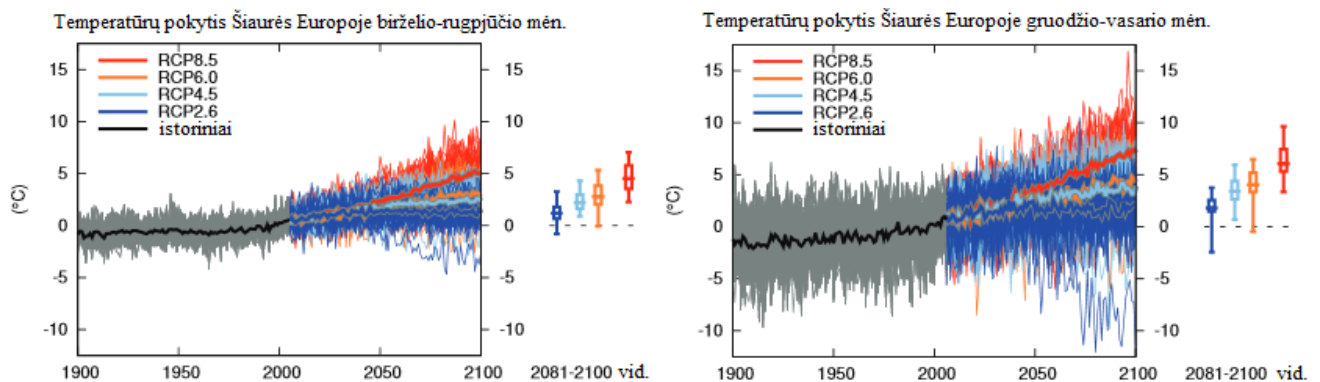 Temperatūrų pokytis Šiaurės Europoje birželio-rugpjūčio mėn.
15
10
5
0
-5
-10
(°C)
RCP8.5
RCP6.0
RCP4.5
RCP2.6
istoriniai
15
10
5
0
-5
-10
1900
1950
2000
2050
2100
2081-2100 vid.
Temperatūrų pokytis Šiaurės Europoje gruodžio-vasario mėn.
15
10
5
0
-5
-10
(°C)
RCP8.5
RCP6.0
RCP4.5
RCP2.6
istoriniai
15
10
5
0
-5
-10
1900
1950
2000
2050
2100
2081-2100 vid.